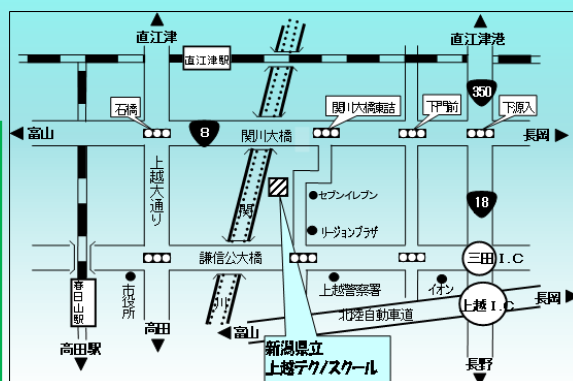 直江津
直江津港
直江津駅
350
石橋
関川大橋東詰
下門前
下源入
富山
8
関川大橋
長岡
上越大通り
セブンイレブン
18
関
リージョンプラザ
謙信公大橋
三田I.C
春日山駅
市役所
川
上越警察署
イオン
上越I.C
長岡
高田
北陸自動車道
富山
高田駅
新潟県立
上越テクノスクール
長野